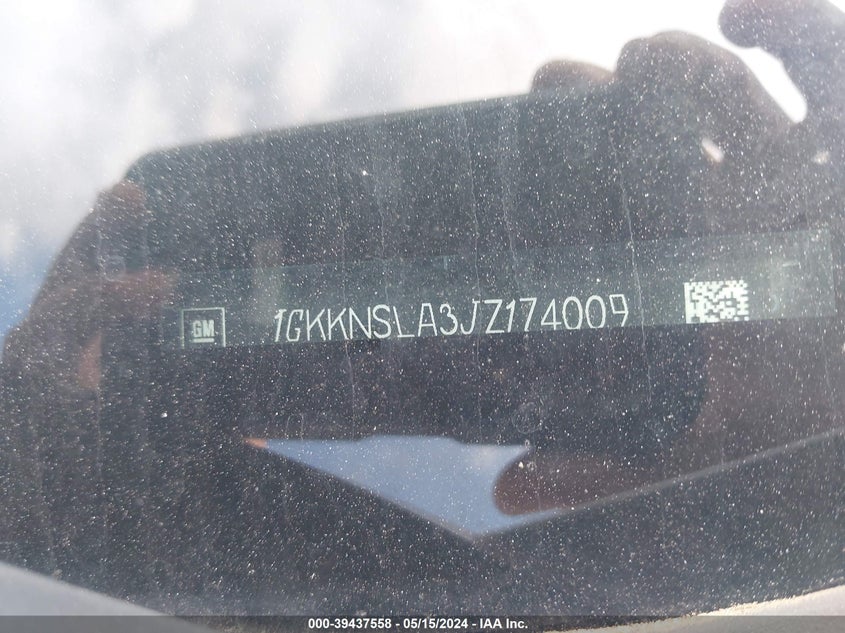 GM 1GKKNSLA3JZ174009
000-39437558 - 05/15/2024 - IAA Inc.